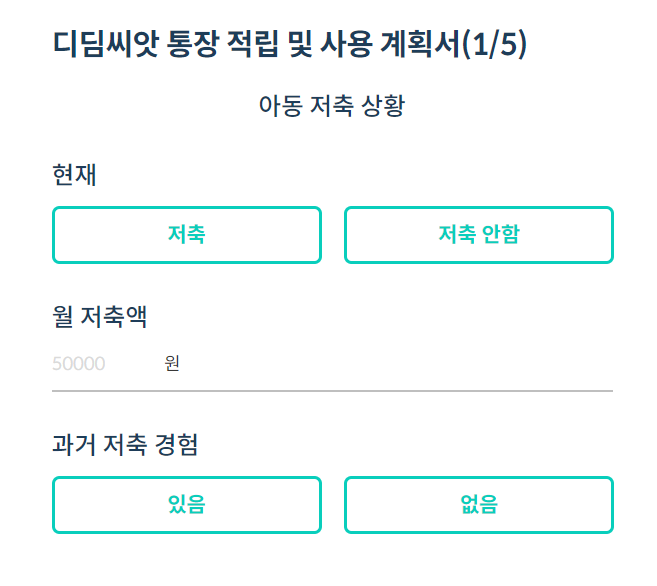 디딤씨앗 통장 적립 및 사용 계획서(1/5)
아동 저축 상황
현재
저축 저축 안함
월 저축액
50000 원
과거 저축 경험
있음 없음